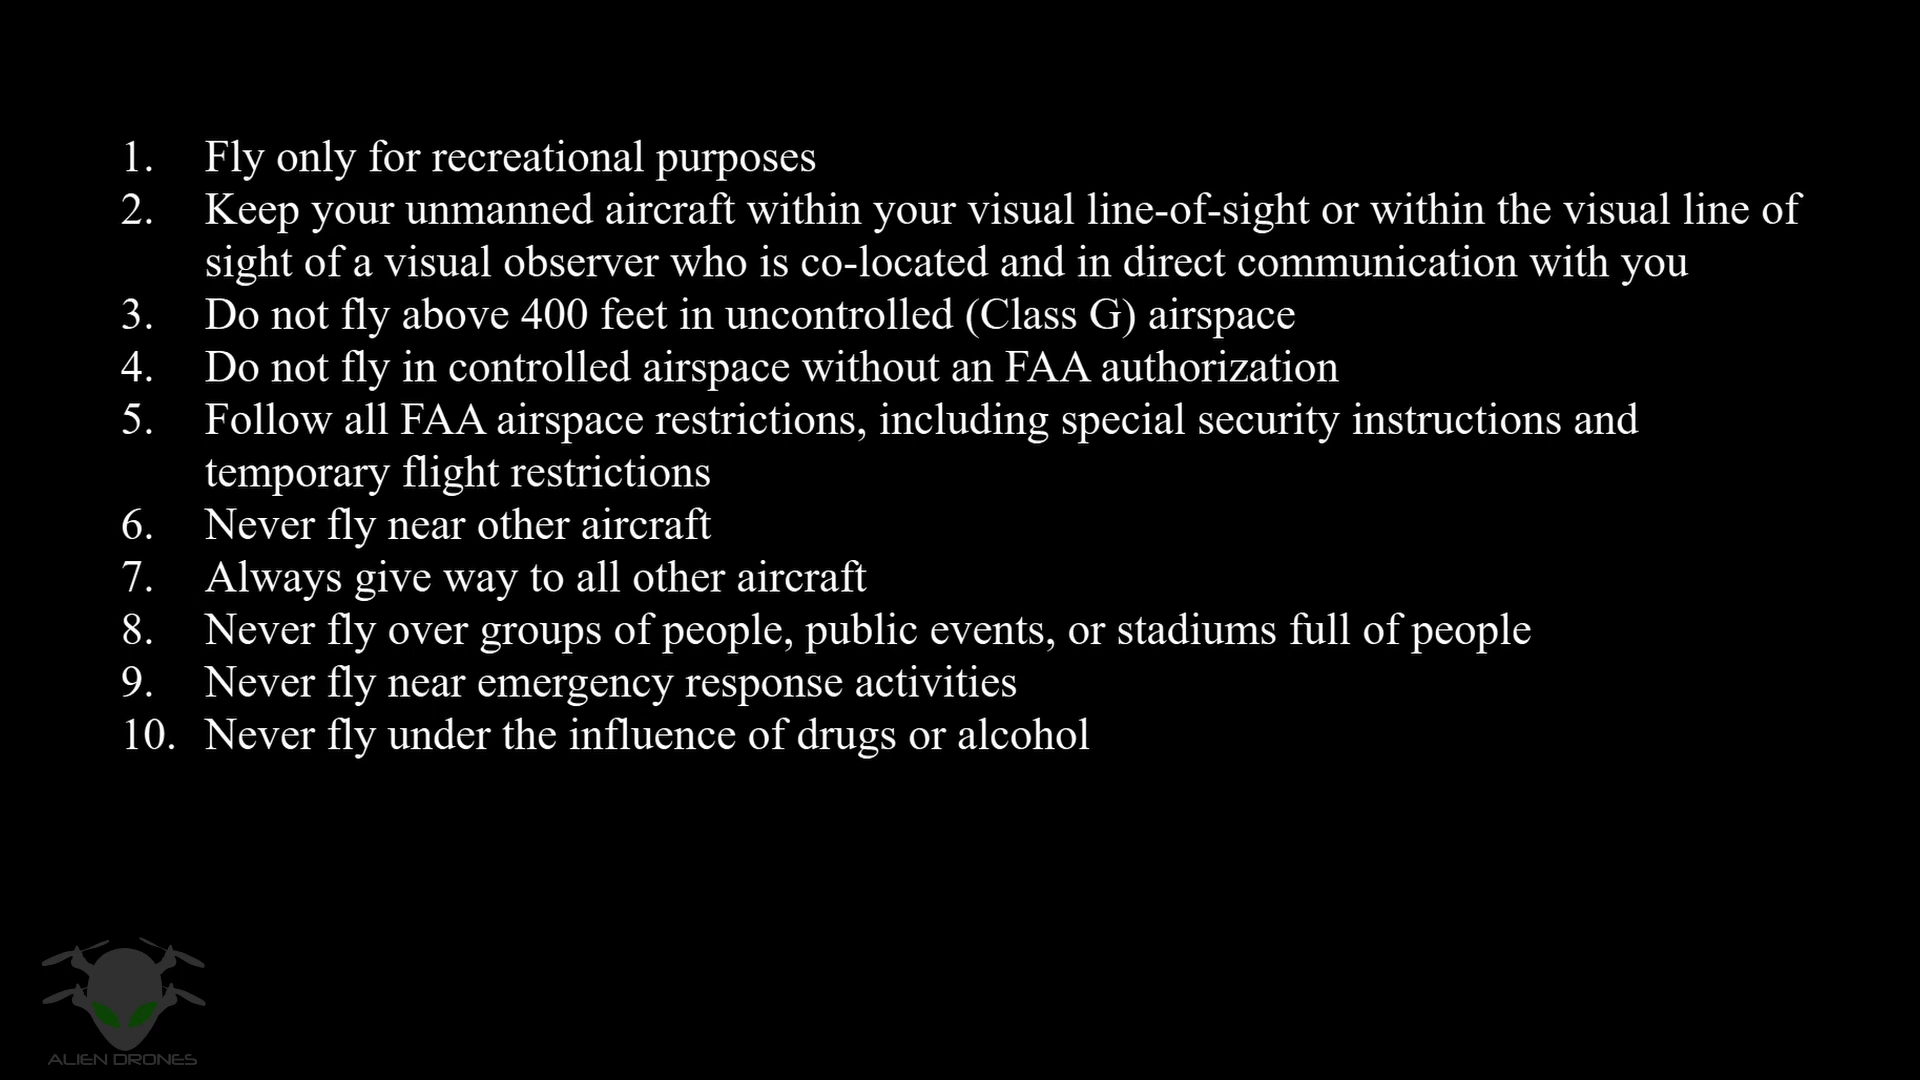 1. Fly only for recreational purposes
2. Keep your unmanned aircraft within your visual line-of-sight or within the visual line of
sight of a visual observer who is co-located and in direct communication with you
3. Do not fly above 400 feet in uncontrolled (Class G) airspace
4. Do not fly in controlled airspace without an FAA authorization
5. Follow all FAA airspace restrictions, including special security instructions and
temporary flight restrictions
6. Never fly near other aircraft
7. Always give way to all other aircraft
8. Never fly over groups of people, public events, or stadiums full of people
9. Never fly near emergency response activities
10. Never fly under the influence of drugs or alcohol
ALIEN DRONES